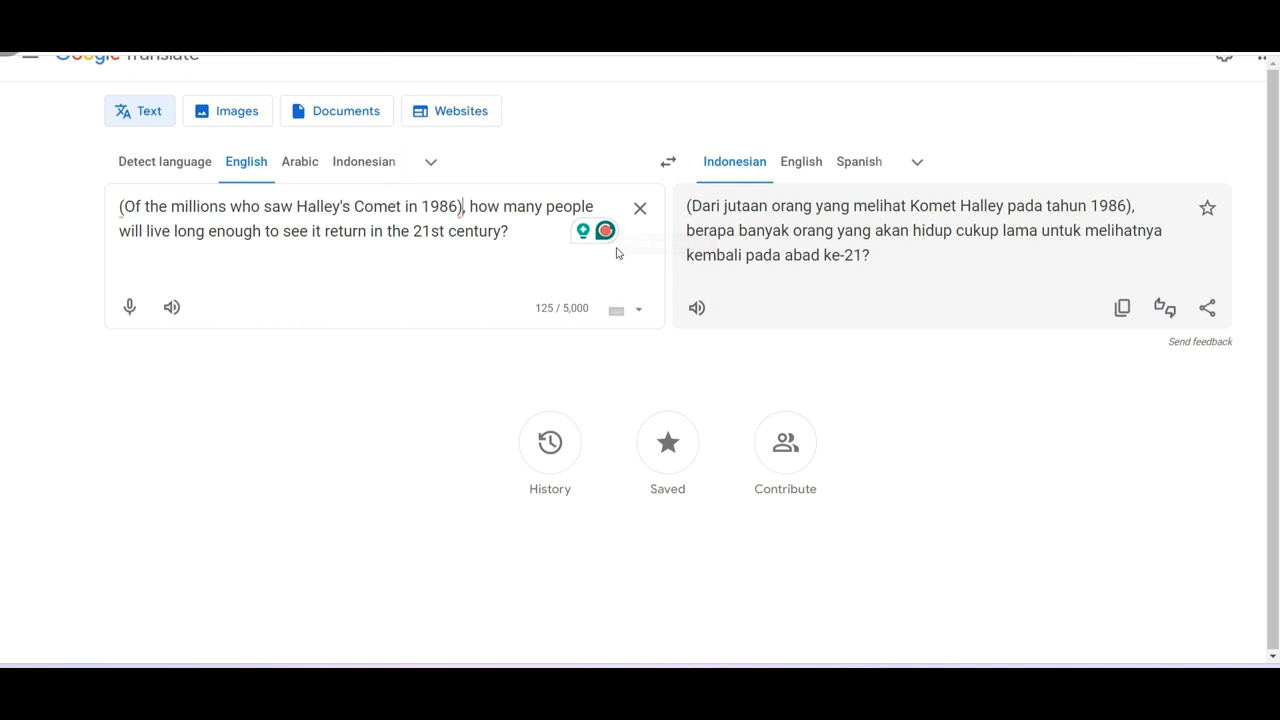 Google Translate
Text Images Documents Websites
Detect language English Arabic Indonesian
Indonesian English Spanish
(Of the millions who saw Halley's Comet in 1986), how many people
will live long enough to see it return in the 21st century?
(Dari jutaan orang yang melihat Komet Halley pada tahun 1986),
berapa banyak orang yang akan hidup cukup lama untuk melihatnya
kembali pada abad ke-21?
125 / 5,000
Send feedback
History Saved Contribute